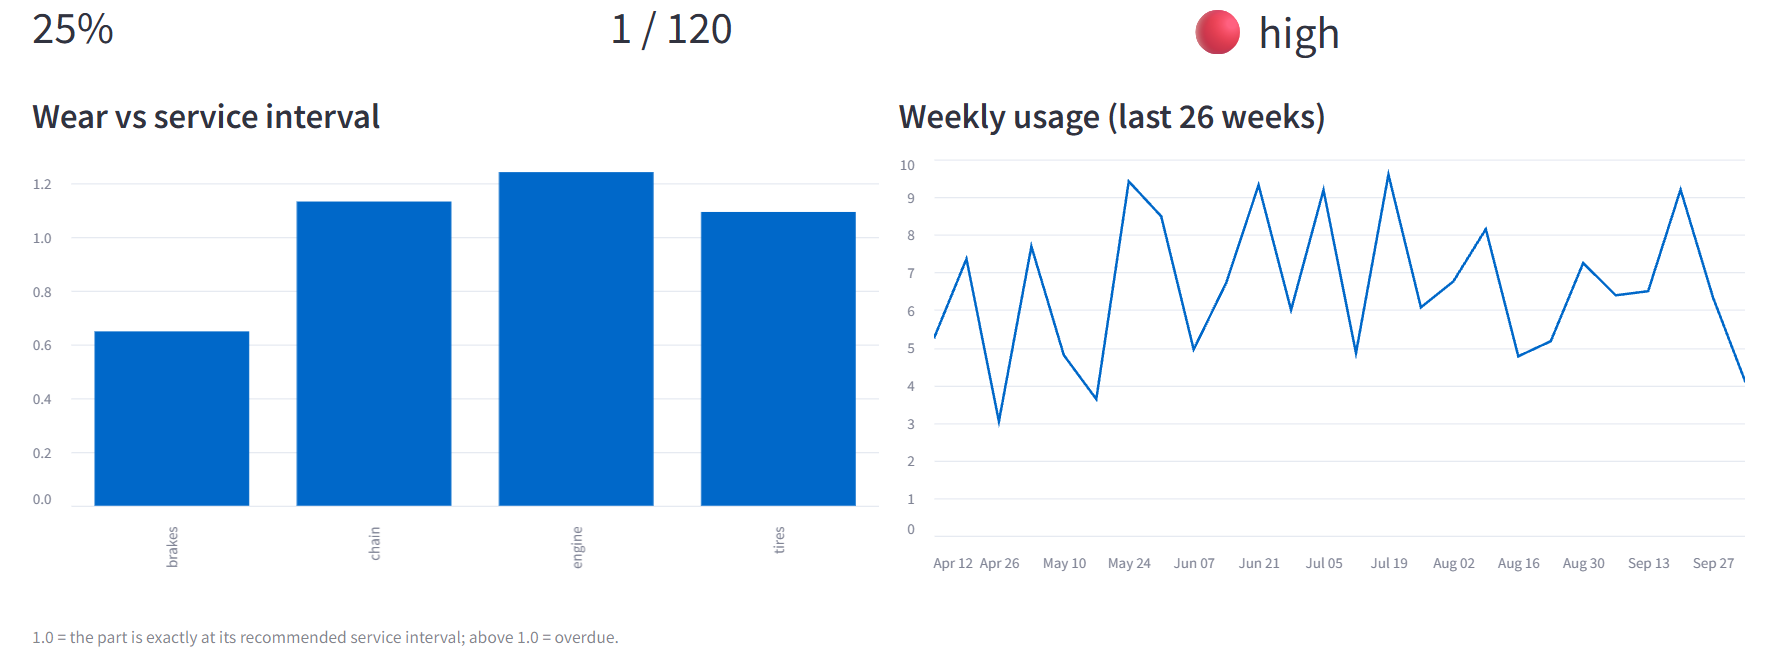 25%
1 / 120
high
Wear vs service interval
1.2
1.0
0.8
0.6
0.4
0.2
0.0
brakes
chain
engine
tires
1.0 = the part is exactly at its recommended service interval; above 1.0 = overdue.
Weekly usage (last 26 weeks)
10
9
8
7
6
5
4
3
2
1
0
Apr 12 Apr 26 May 10 May 24 Jun 07 Jun 21 Jul 05 Jul 19 Aug 02 Aug 16 Aug 30 Sep 13 Sep 27